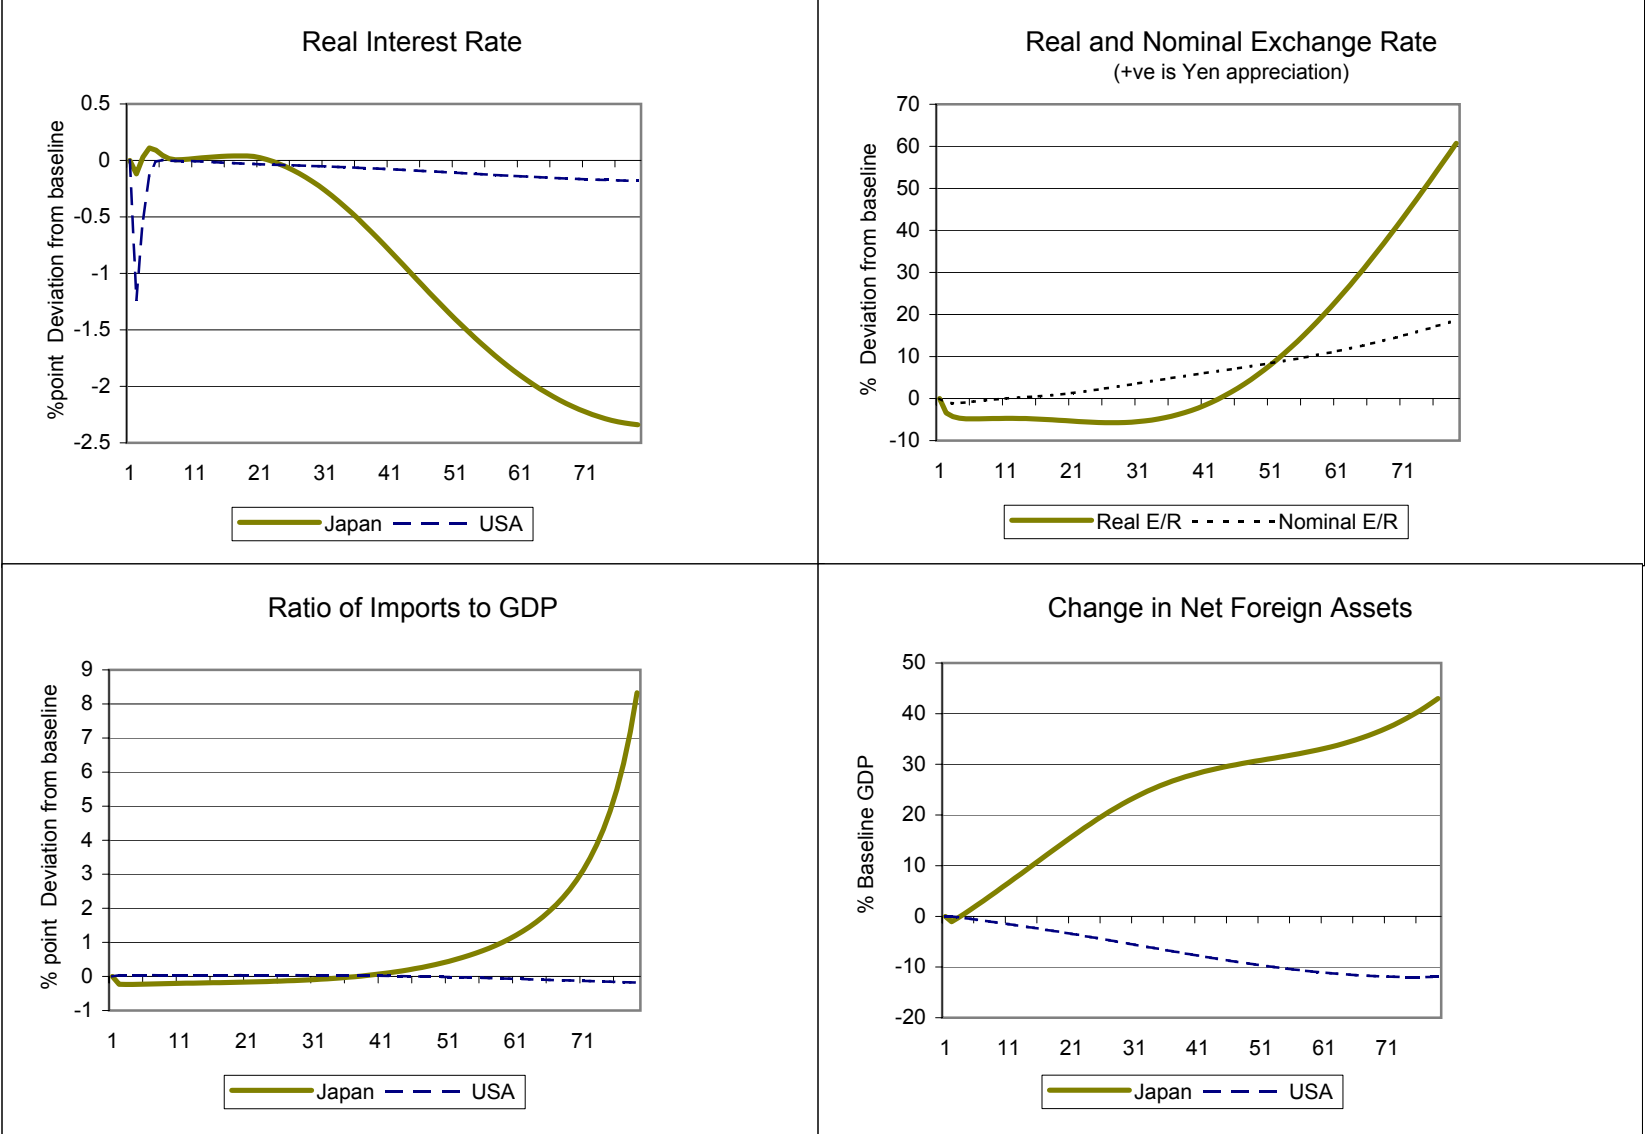 Real Interest Rate
%point  Deviation from baseline
0.5
0
-0.5
-1
-1.5
-2
-2.5
1 11 21 31 41 51 61 71
Japan USA
Real and Nominal Exchange Rate
(+ve is Yen appreciation)
%  Deviation from baseline
70
60
50
40
30
20
10
0
-10
1 11 21 31 41 51 61 71
Real E/R Nominal E/R
Ratio of Imports to GDP
% point  Deviation from baseline
9
8
7
6
5
4
3
2
1
0
-1
1 11 21 31 41 51 61 71
Japan USA
Change in Net Foreign Assets
% Baseline GDP
50
40
30
20
10
0
-10
-20
1 11 21 31 41 51 61 71
Japan USA